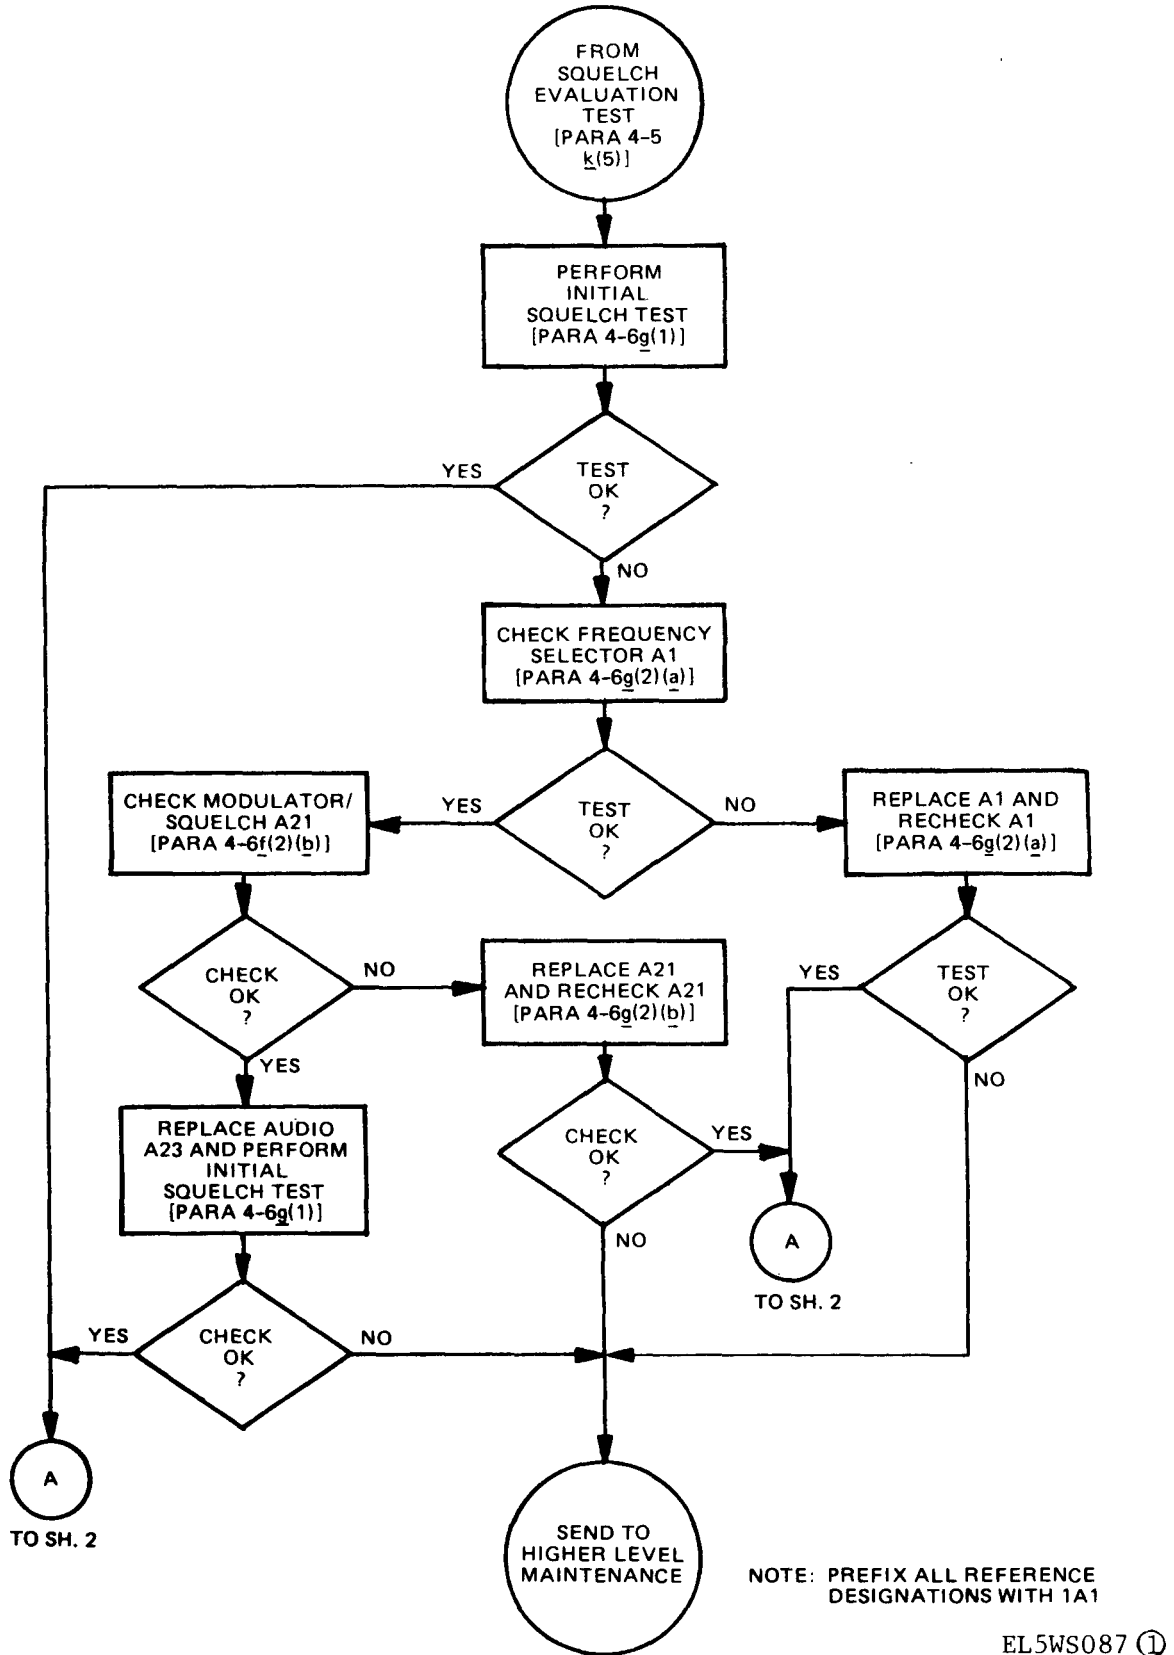 FROM
SQUELCH
EVALUATION
TEST
[PARA 4-5
k(5)]
PERFORM
INITIAL
SQUELCH TEST
[PARA 4-6g(1)]
YES
TEST
OK
?
NO
CHECK FREQUENCY
SELECTOR A1
[PARA 4-6g(2)(a)]
CHECK MODULATOR/
SQUELCH A21
[PARA 4-6f(2)(b)]
YES
TEST
OK
?
NO
REPLACE A1 AND
RECHECK A1
[PARA 4-6g(2)(a)]
CHECK
OK
?
NO
YES
REPLACE A21
AND RECHECK A21
[PARA 4-6g(2)(b)]
YES
TEST
OK
?
NO
REPLACE AUDIO
A23 AND PERFORM
INITIAL
SQUELCH TEST
[PARA 4-6g(1)]
CHECK
OK
?
YES
NO
A
TO SH. 2
YES
CHECK
OK
?
NO
A
TO SH. 2
SEND TO
HIGHER LEVEL
MAINTENANCE
NOTE: PREFIX ALL REFERENCE
DESIGNATIONS WITH 1A1
EL5WS087 ①